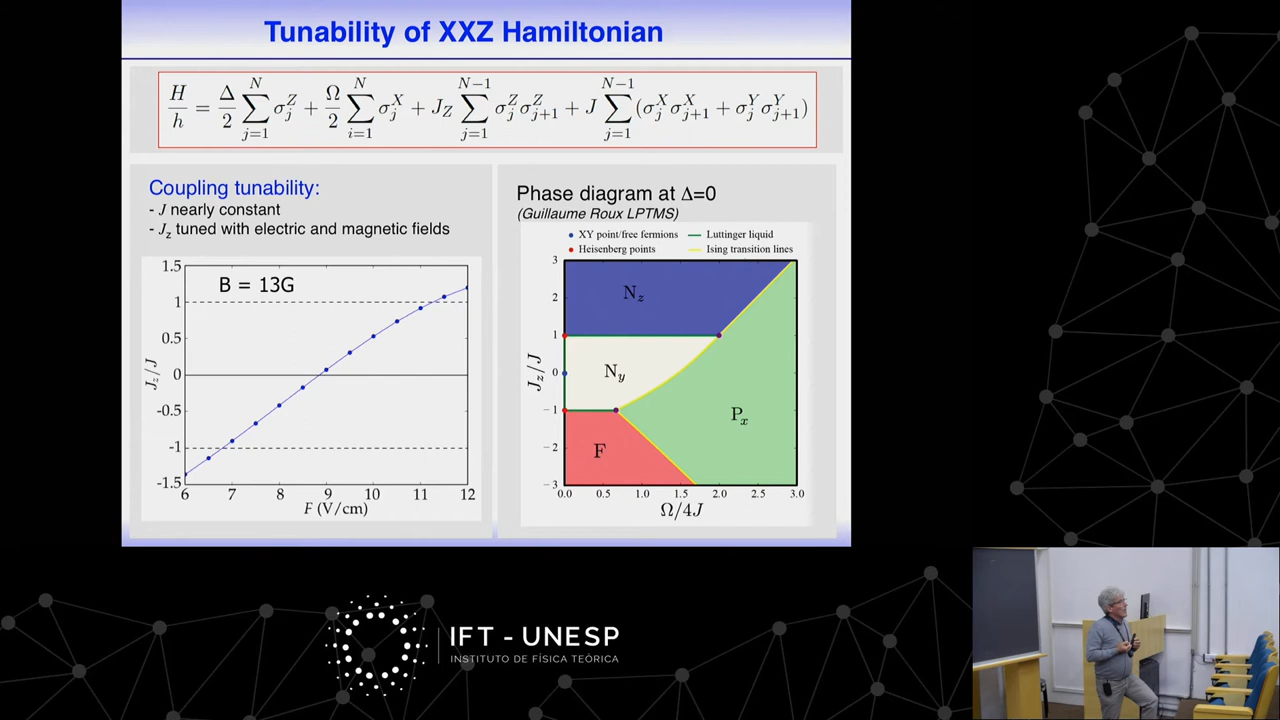 Tunability of XXZ Hamiltonian
H/h = Δ/2 ∑_{j=1}^{N} σ_j^Z + Ω/2 ∑_{i=1}^{N} σ_j^X + J_Z ∑_{j=1}^{N-1} σ_j^Z σ_{j+1}^Z + J ∑_{j=1}^{N-1} (σ_j^X σ_{j+1}^X + σ_j^Y σ_{j+1}^Y)
Coupling tunability:
- J nearly constant
- J_z tuned with electric and magnetic fields
B = 13G
1.5
1
0.5
0
-0.5
-1
-1.5
J_z/J
6 7 8 9 10 11 12
F (V/cm)
Phase diagram at Δ=0
(Guillaume Roux LPTMS)
XY point/free fermions Luttinger liquid
Heisenberg points Ising transition lines
3
2
1
0
−1
−2
−3
J_z/J
N_z
N_y
P_x
F
0.0 0.5 1.0 1.5 2.0 2.5 3.0
Ω/4J
IFT - UNESP
INSTITUTO DE FÍSICA TEÓRICA